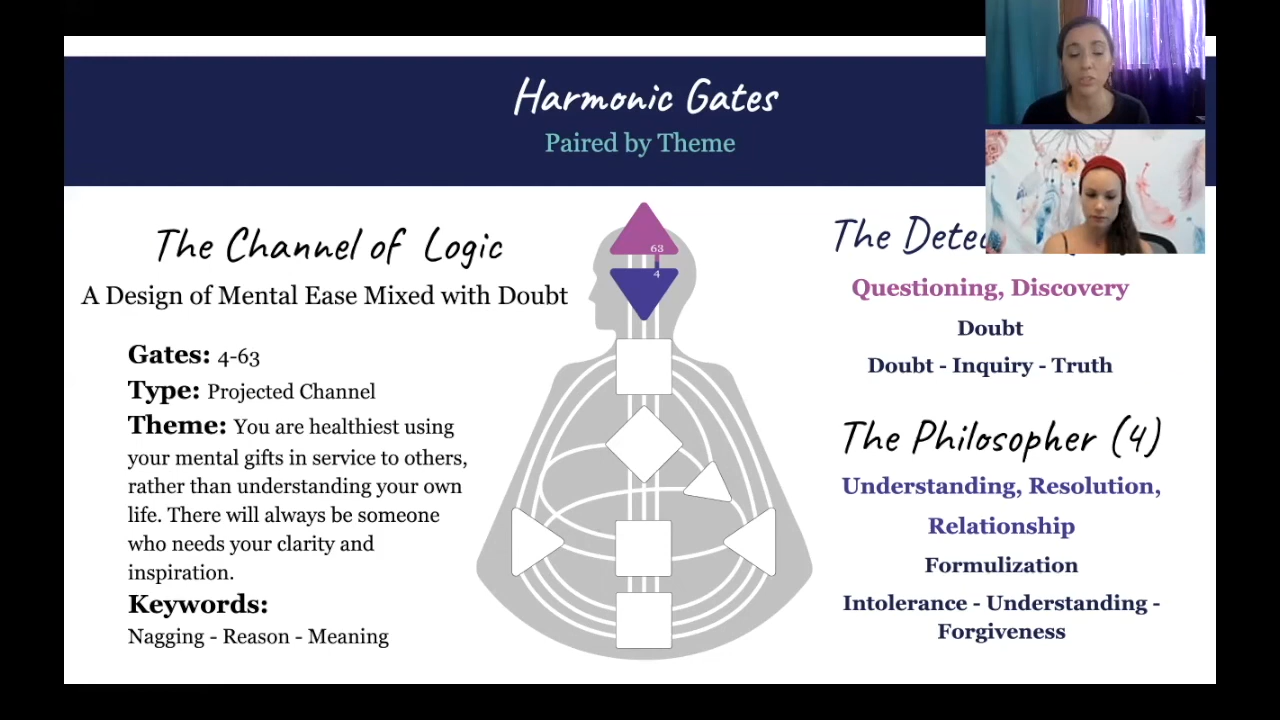 Harmonic Gates
Paired by Theme
The Channel of Logic
A Design of Mental Ease Mixed with Doubt
Gates: 4-63
Type: Projected Channel
Theme: You are healthiest using
your mental gifts in service to others,
rather than understanding your own
life. There will always be someone
who needs your clarity and
inspiration.
Keywords:
Nagging - Reason - Meaning
63
4
The
Questioning, Discovery
Doubt
Doubt - Inquiry - Truth
The Philosopher (4)
Understanding, Resolution,
Relationship
Formulization
Intolerance - Understanding -
Forgiveness